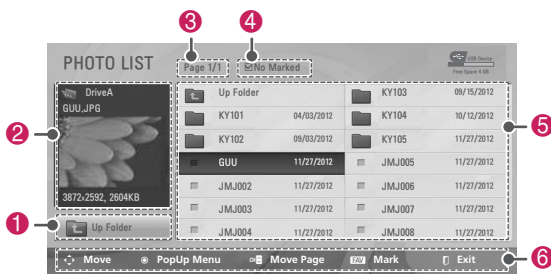 3 4
PHOTO LIST Page 1/1 No Marked USB Device
Free Space 4 GB
DriveA
GUU.JPG
3872x2592, 2604KB
Up Folder
2
1
Up Folder
KY101 04/03/2012
KY102 09/03/2012
GUU 11/27/2012
JMJ002 11/27/2012
JMJ003 11/27/2012
JMJ004 11/27/2012
KY103 09/15/2012
KY104 10/12/2012
KY105 11/27/2012
JMJ005 11/27/2012
JMJ006 11/27/2012
JMJ007 11/27/2012
JMJ008 11/27/2012
5
Move PopUp Menu Move Page FAV Mark Exit
6